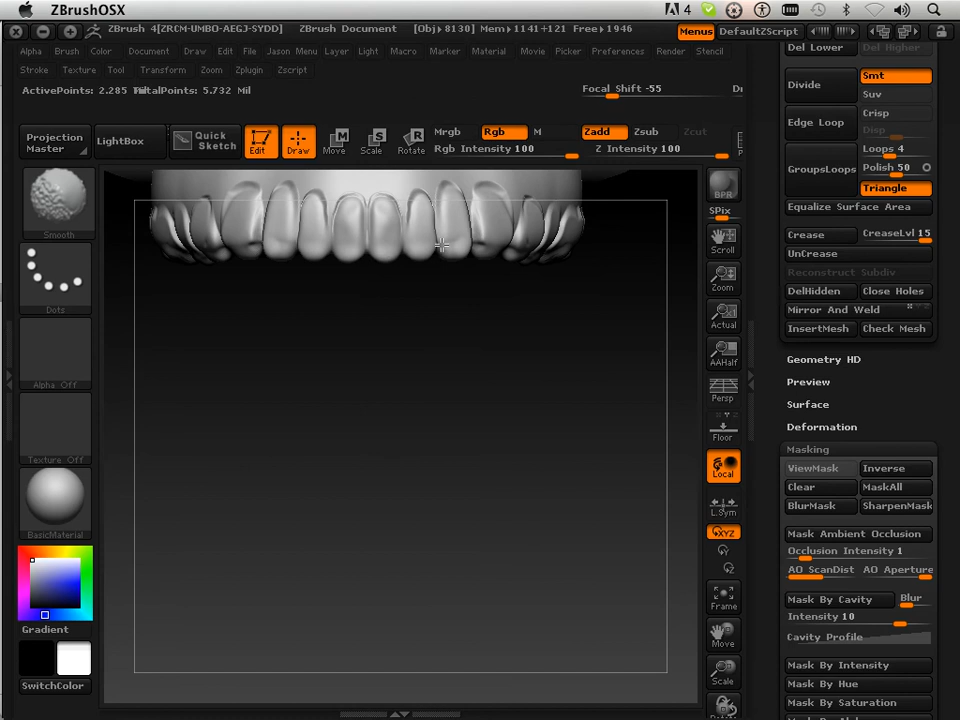 ZBrushOSX
4
ZBrush 4[ZRCM-UMBO-AEGJ-SYDD]
ZBrush Document
[Obj+8130] Mem+1141+121 Free+1946
Menus
DefaultZScript
Alpha
Brush
Color
Document
Draw
Edit
File
Jason Menu
Layer
Light
Macro
Marker
Material
Movie
Picker
Preferences
Render
Stencil
Stroke
Texture
Tool
Transform
Zoom
Zplugin
Zscript
ActivePoints: 2.285
TotalPoints: 5.732 Mil
Focal Shift -55
Projection
Master
LightBox
Quick
Sketch
Edit
Draw
Move
Scale
Rotate
Mrgb
Rgb
M
Rgb Intensity 100
Zadd
Zsub
Zcut
Z Intensity 100
Smooth
Dots
Alpha Off
Texture Off
BasicMaterial
Gradient
SwitchColor
BPR
SPix
Scroll
Zoom
Actual
AAHalf
Persp
Floor
Local
L.Sym
XYZ
Y
Z
Frame
Move
Scale
Del Lower
Del Higher
Divide
Smt
Suv
Edge Loop
Crisp
Disp
GroupsLoops
Loops 4
Polish 50
Triangle
Equalize Surface Area
Crease
CreaseLvl 15
UnCrease
Reconstruct Subdiv
DelHidden
Close Holes
Mirror And Weld
InsertMesh
Check Mesh
Geometry HD
Preview
Surface
Deformation
Masking
ViewMask
Inverse
Clear
MaskAll
BlurMask
SharpenMask
Mask Ambient Occlusion
Occlusion Intensity 1
AO ScanDist
AO Aperture
Mask By Cavity
Blur
Intensity 10
Cavity Profile
Mask By Intensity
Mask By Hue
Mask By Saturation